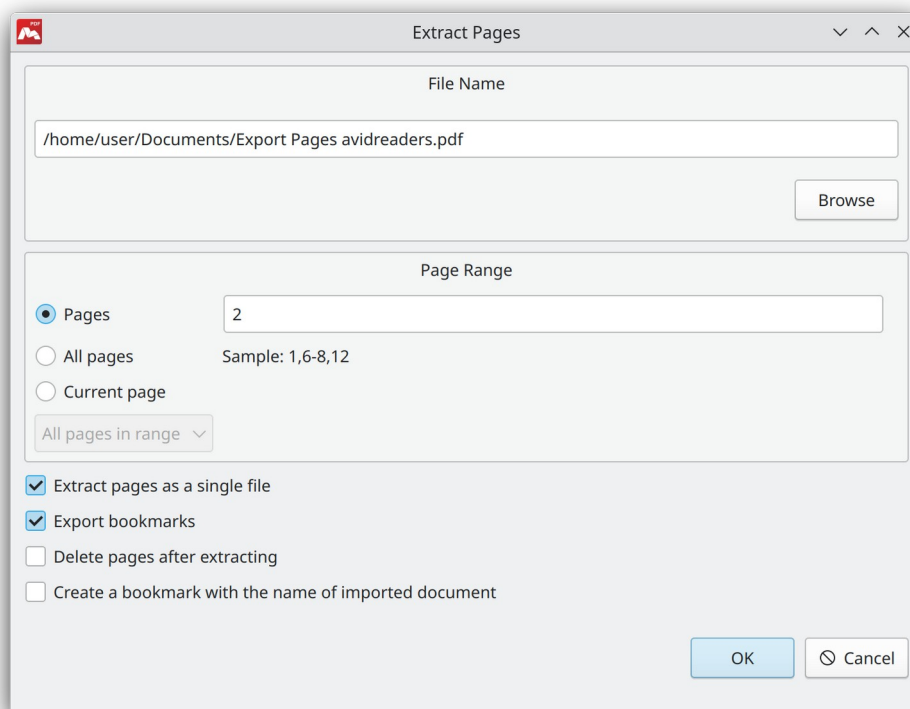 PDF
Extract Pages
File Name
/home/user/Documents/Export Pages avidreaders.pdf
Browse
Page Range
Pages
2
All pages
Sample: 1,6-8,12
Current page
All pages in range
Extract pages as a single file
Export bookmarks
Delete pages after extracting
Create a bookmark with the name of imported document
OK
Cancel